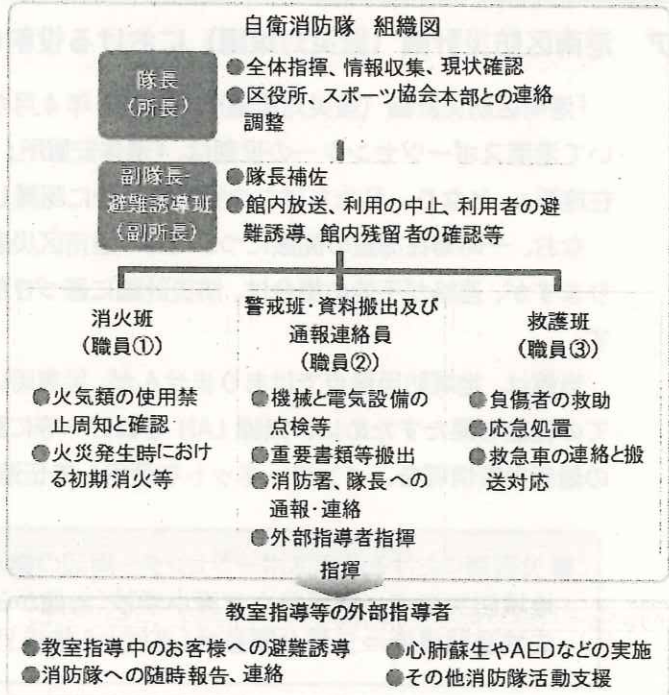 自衛消防隊 組織図
隊長
(所長)
●全体指揮、情報収集、現状確認
●区役所、スポーツ協会本部との連絡
調整
副隊長・
避難誘導班
(副所長)
●隊長補佐
●館内放送、利用の中止、利用者の避
難誘導、館内残留者の確認等
消火班
(職員①)
●火気類の使用禁
止周知と確認
●火災発生時におけ
る初期消火等
警戒班・資料搬出及び
通報連絡員
(職員②)
●機械と電気設備の
点検等
●重要書類等搬出
●消防署、隊長への
通報・連絡
●外部指導者指揮
救護班
(職員③)
●負傷者の救助
●応急処置
●救急車の連絡と搬
送対応
指揮
教室指導等の外部指導者
●教室指導中のお客様への避難誘導
●消防隊への随時報告、連絡
●心肺蘇生やAEDなどの実施
●その他消防隊活動支援